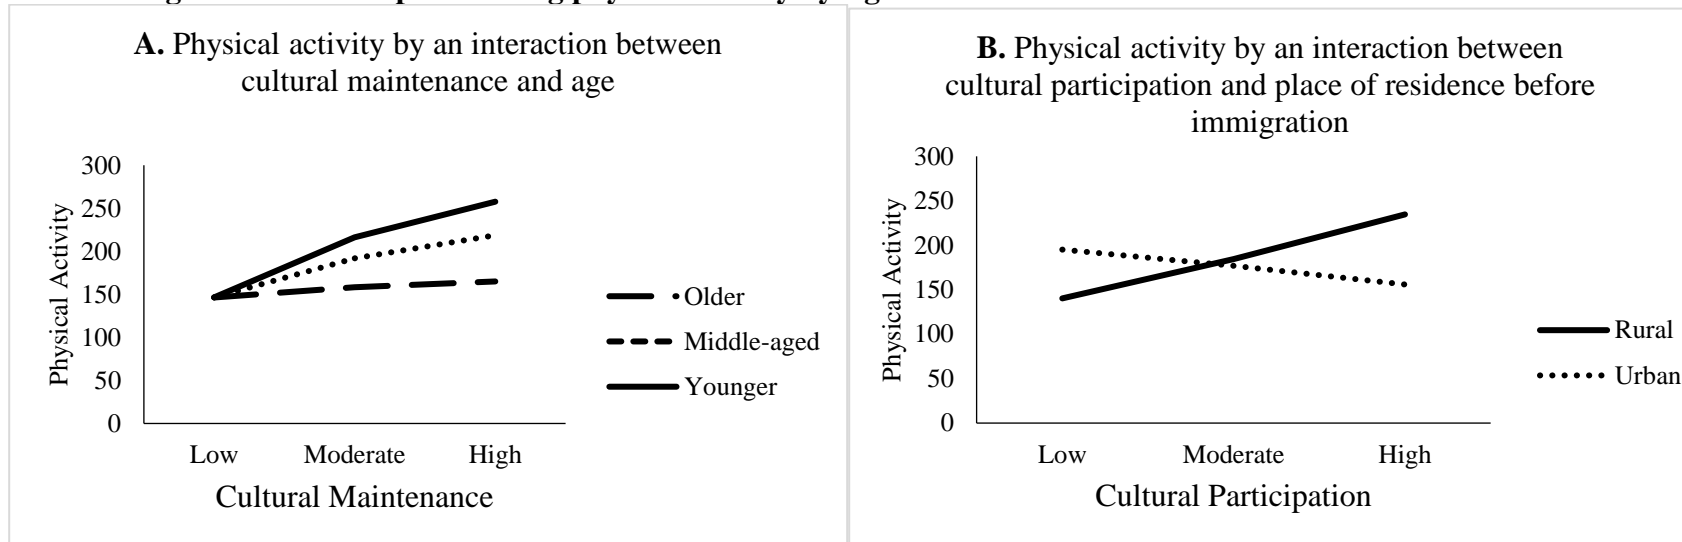 A. Physical activity by an interaction between
cultural maintenance and age
300
250
200
150
100
50
0
Physical Activity
Low Moderate High
Cultural Maintenance
Older
Middle-aged
Younger
B. Physical activity by an interaction between
cultural participation and place of residence before
immigration
300
250
200
150
100
50
0
Physical Activity
Low Moderate High
Cultural Participation
Rural
Urban